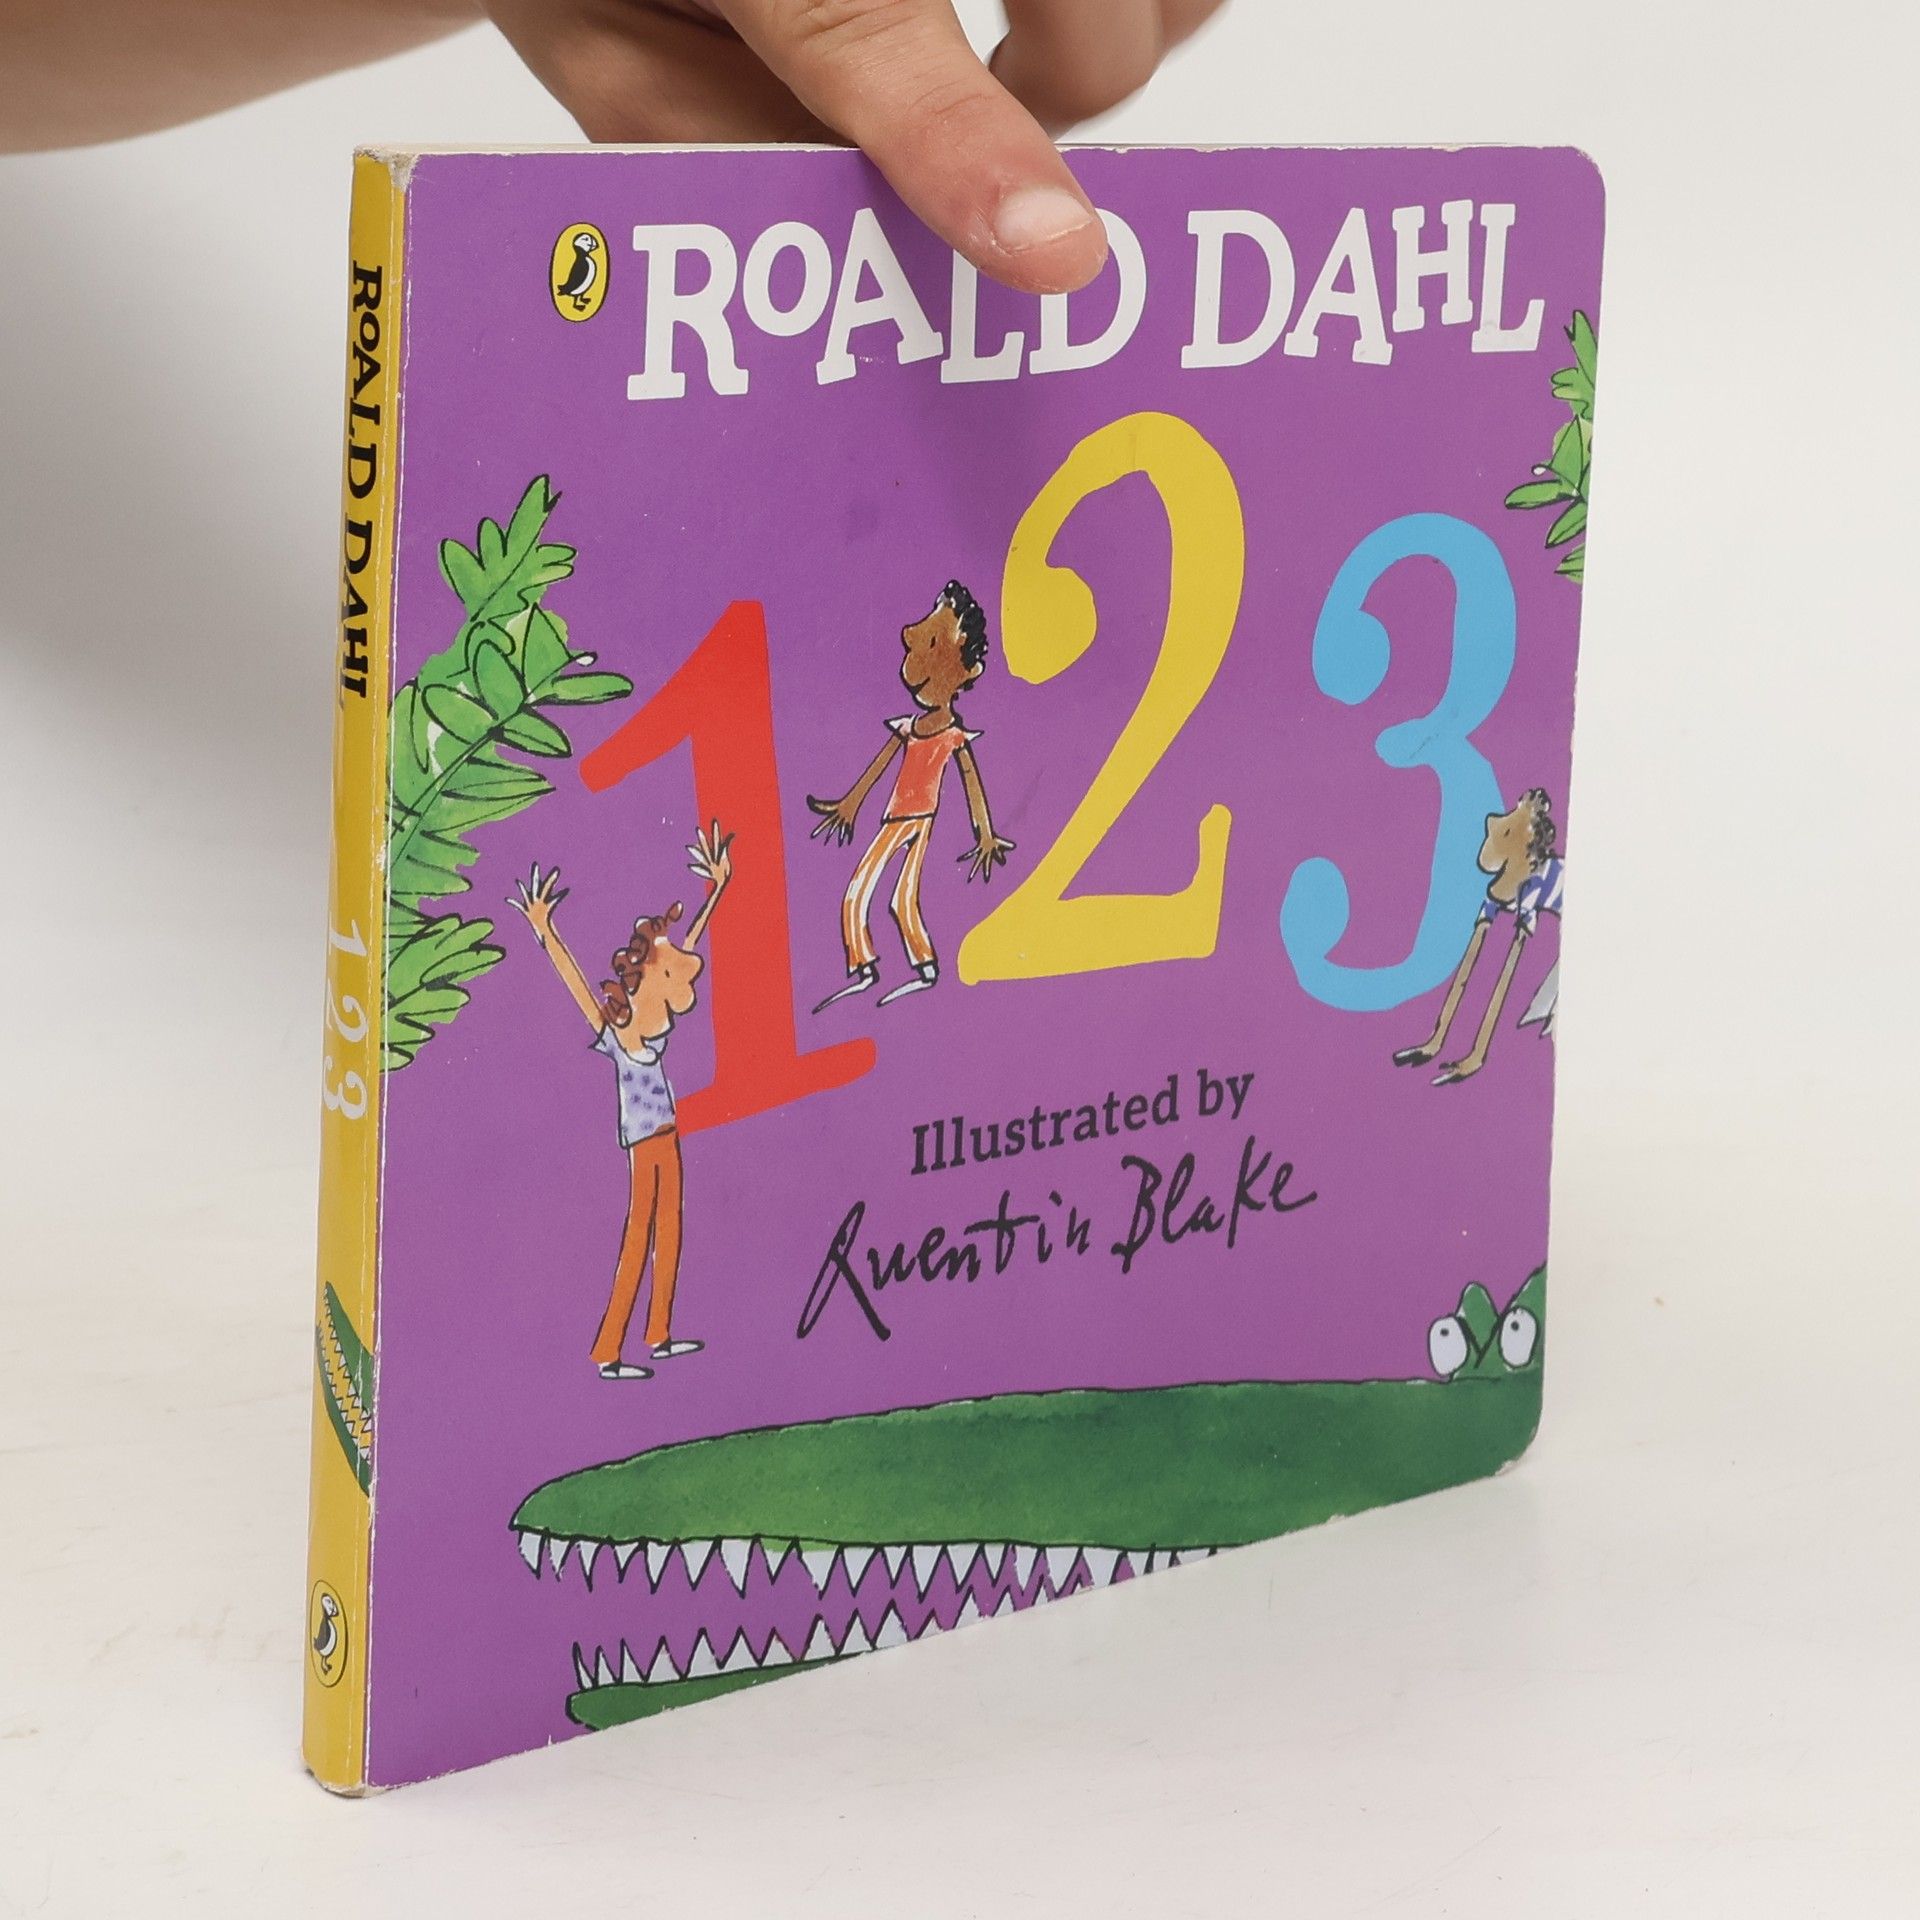 ROALD DAHL
1 2 3
Illustrated by
Quentin Blake
ROALD DAHL 1 2 3